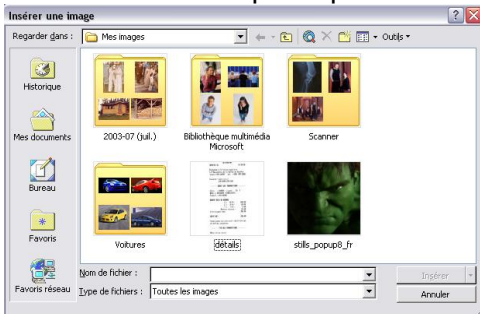 Insérer une image
Regarder dans : Mes images Outils
Historique
Mes documents
Bureau
Favoris
Favoris réseau
2003-07 (juil.) Bibliothèque multimédia Microsoft Scanner
Voitures détails stills_popup8_fr
Nom de fichier : Insérer
Type de fichiers : Toutes les images Annuler